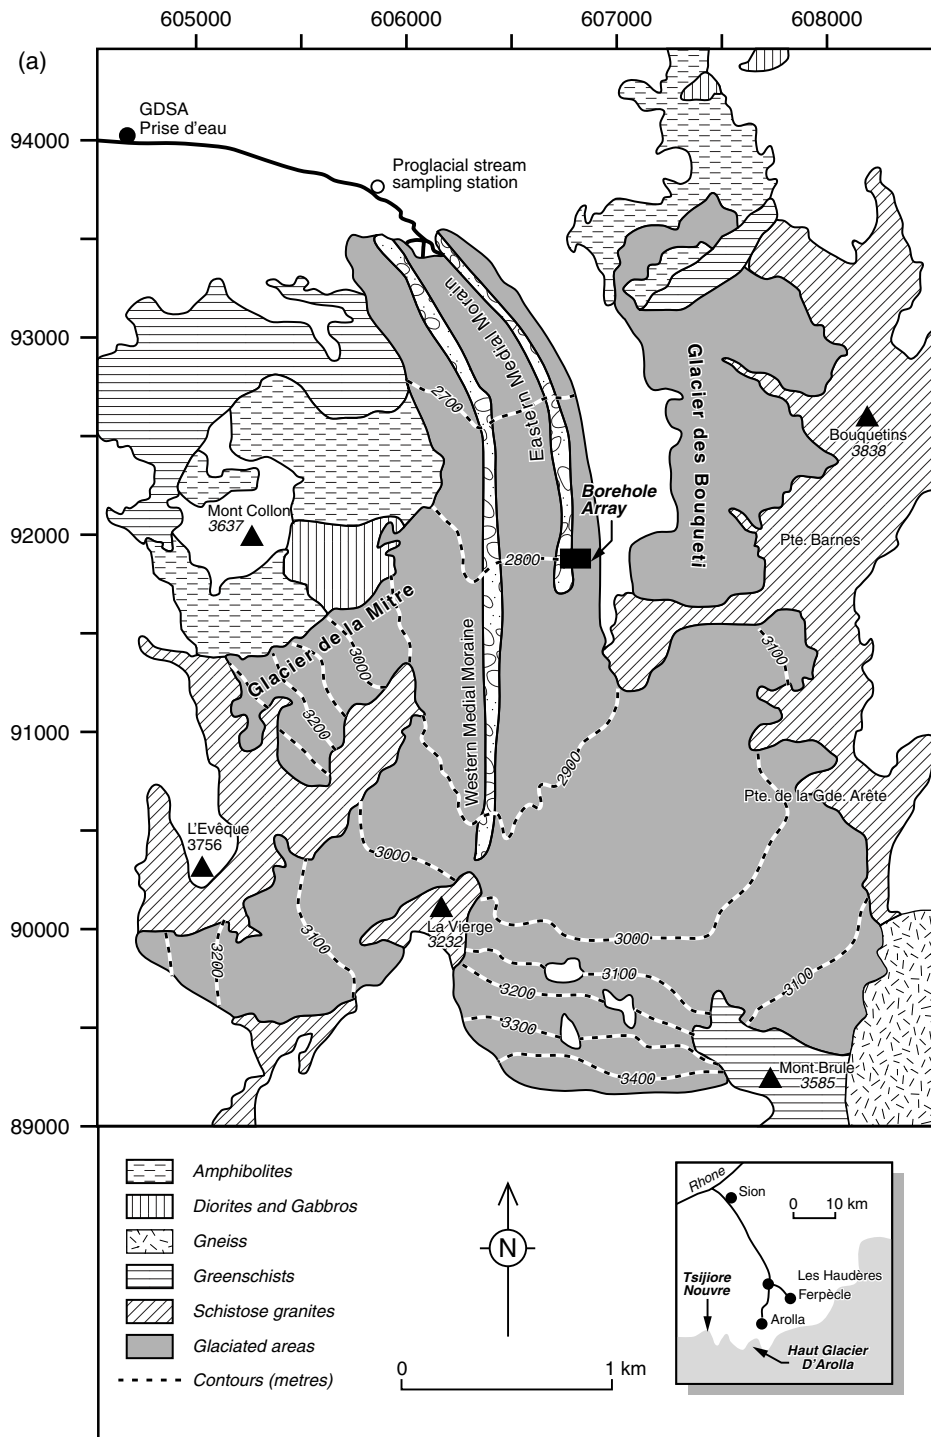 605000
606000
607000
608000
(a)
GDSA
Prise d'eau
94000
Proglacial stream
sampling station
93000
Eastern Medial Morain
Glacier des Bouqueti
2700
Bouquetins
3838
Borehole
Array
Mont Collon
3637
92000
Pte. Barnes
2800
Glacier de la Mitre
3000
3100
3200
Western Medial Moraine
91000
2900
Pte. de la Gde. Arête
L'Evêque
3756
3000
La Vierge
3232
90000
3000
3100
3200
3100
3200
3100
3300
3400
Mont Brule
3585
89000
Amphibolites
Diorites and Gabbros
Gneiss
Greenschists
Schistose granites
Glaciated areas
Contours (metres)
N
0
1 km
Rhone
Sion
0
10 km
Les Haudères
Ferpècle
Tsijiore
Nouvre
Arolla
Haut Glacier
D'Arolla